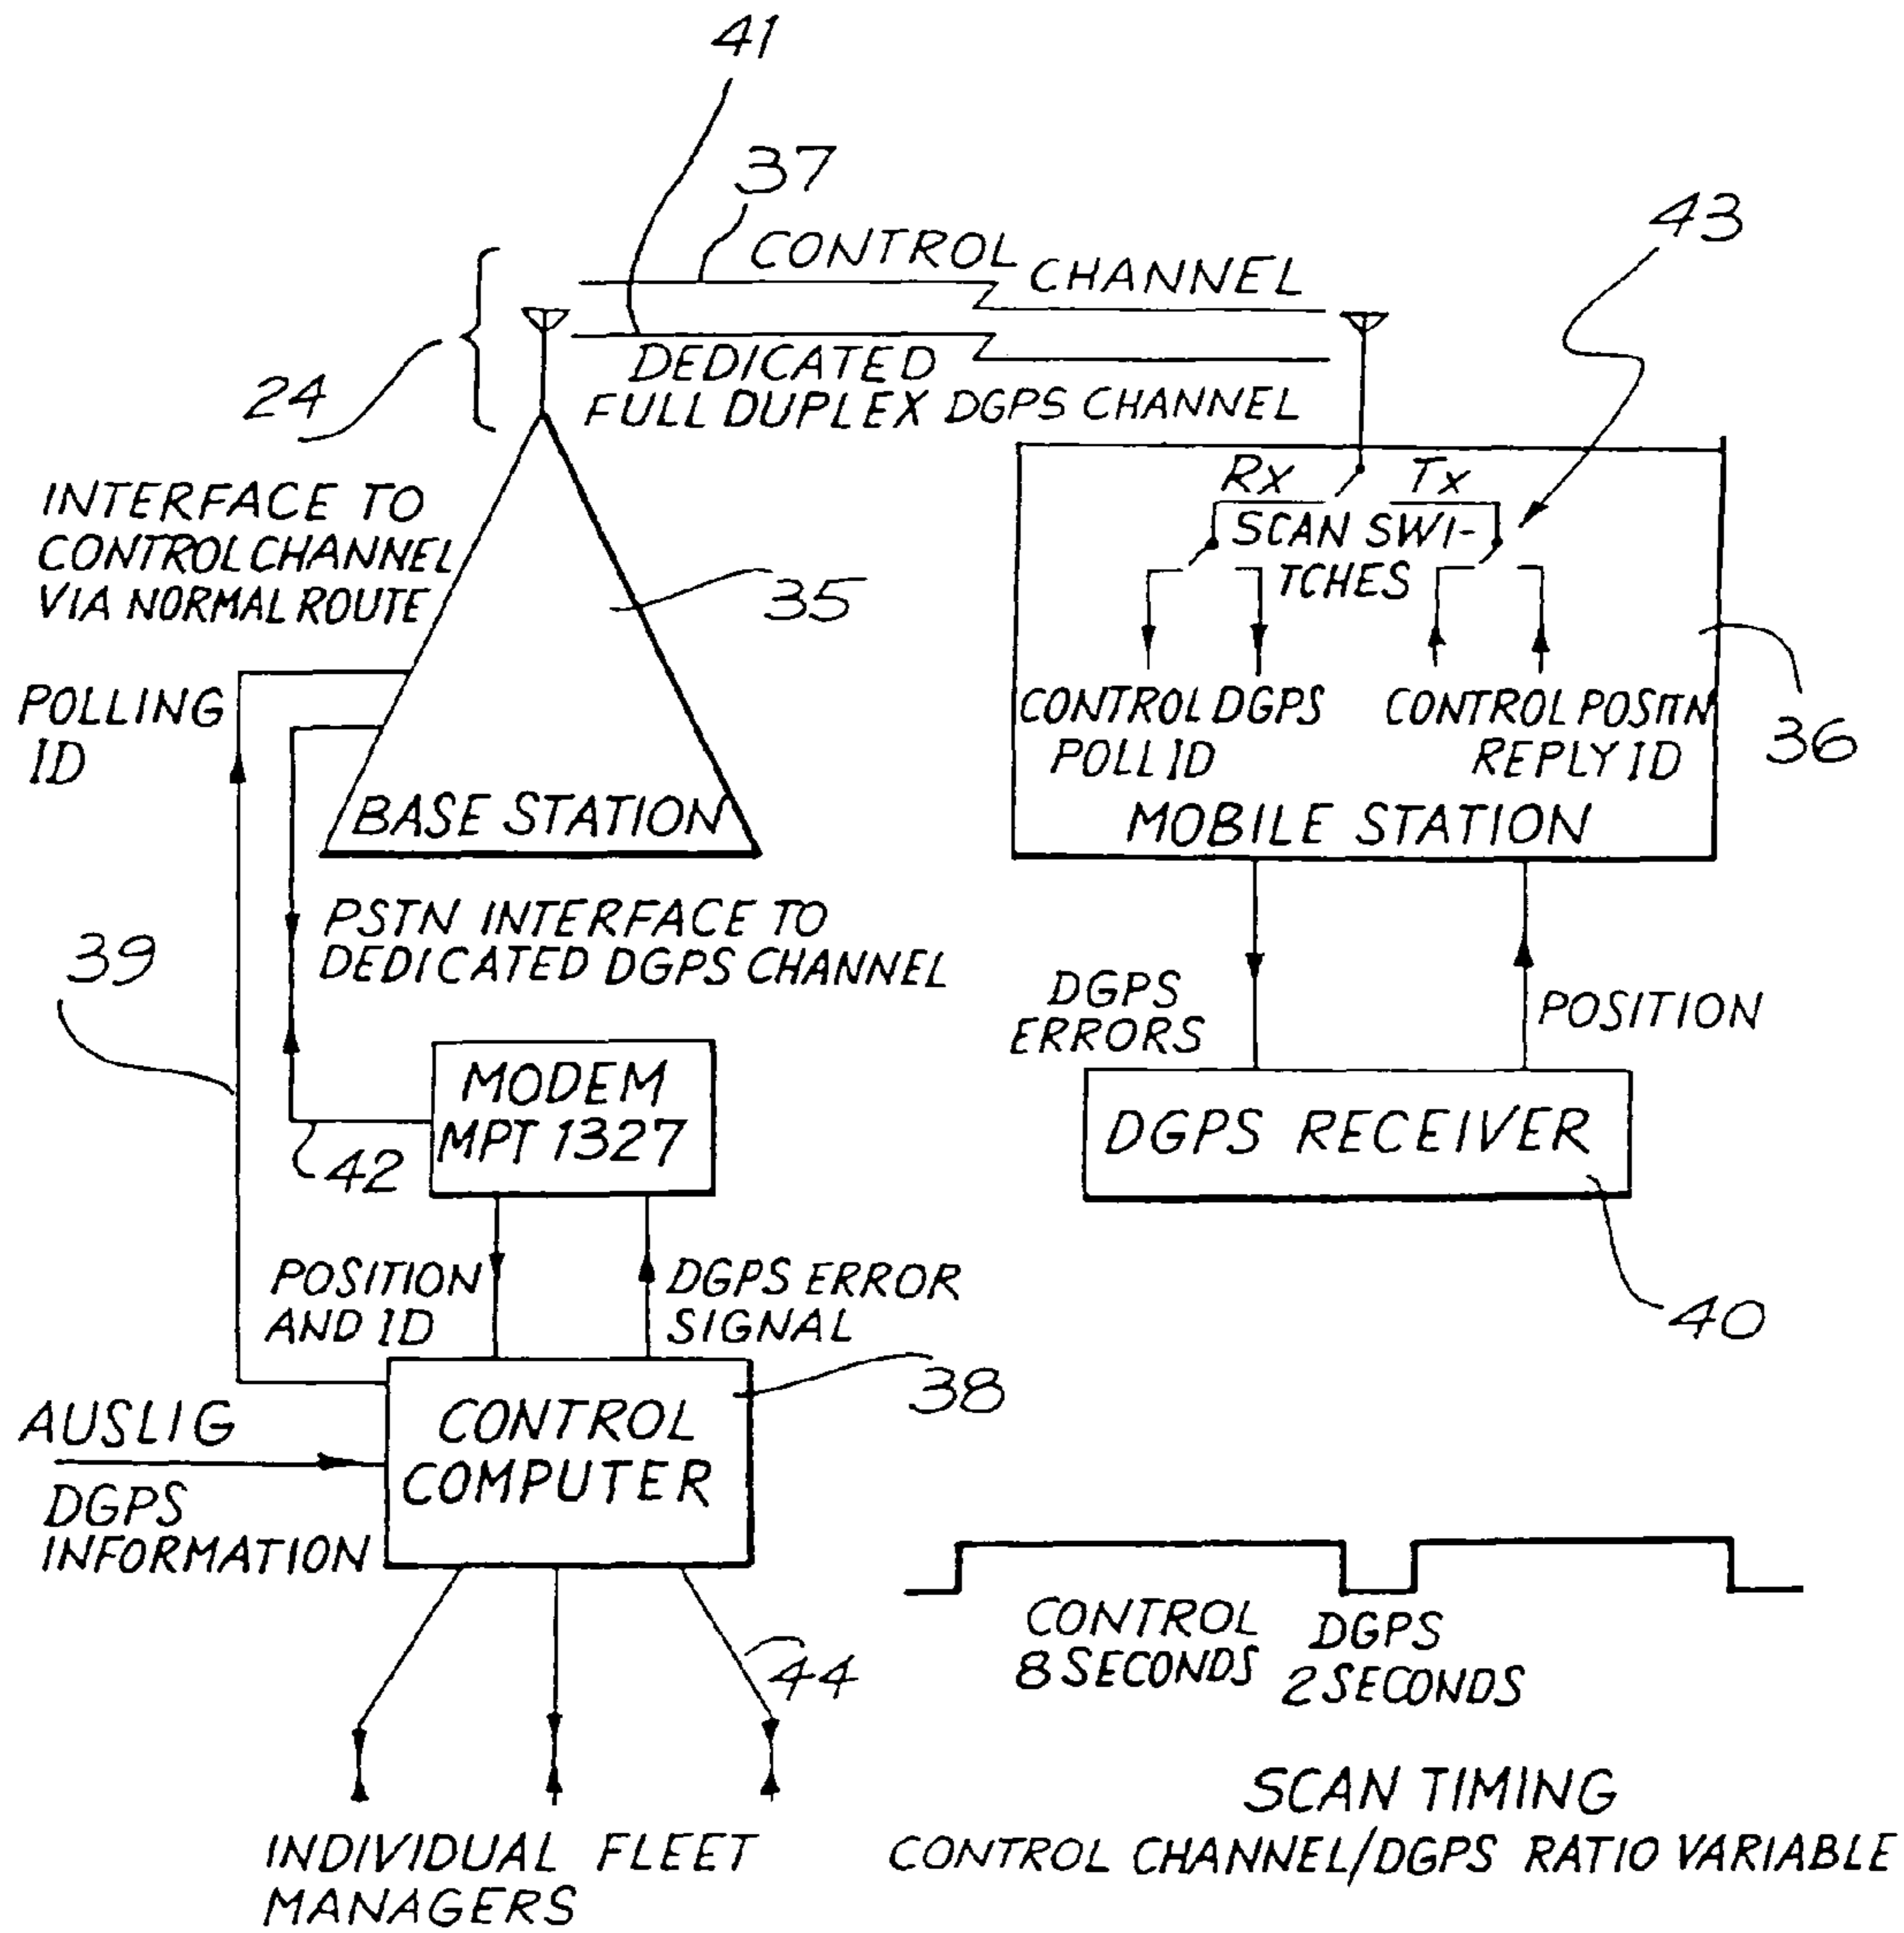 41
37
43
CONTROL CHANNEL
24
DEDICATED
FULL DUPLEX DGPS CHANNEL
INTERFACE TO
CONTROL CHANNEL
VIA NORMAL ROUTE
35
Rx
Tx
SCAN SWI-
TCHES
POLLING
ID
CONTROL DGPS
POLL ID
CONTROL POSITN
REPLY ID
36
BASE STATION
MOBILE STATION
39
PSTN INTERFACE TO
DEDICATED DGPS CHANNEL
DGPS
ERRORS
POSITION
MODEM
MPT 1327
42
DGPS RECEIVER
40
POSITION
AND ID
DGPS ERROR
SIGNAL
38
AUSLIG
DGPS
INFORMATION
CONTROL
COMPUTER
44
CONTROL
8 SECONDS
DGPS
2 SECONDS
SCAN TIMING
CONTROL CHANNEL/DGPS RATIO VARIABLE
INDIVIDUAL FLEET
MANAGERS